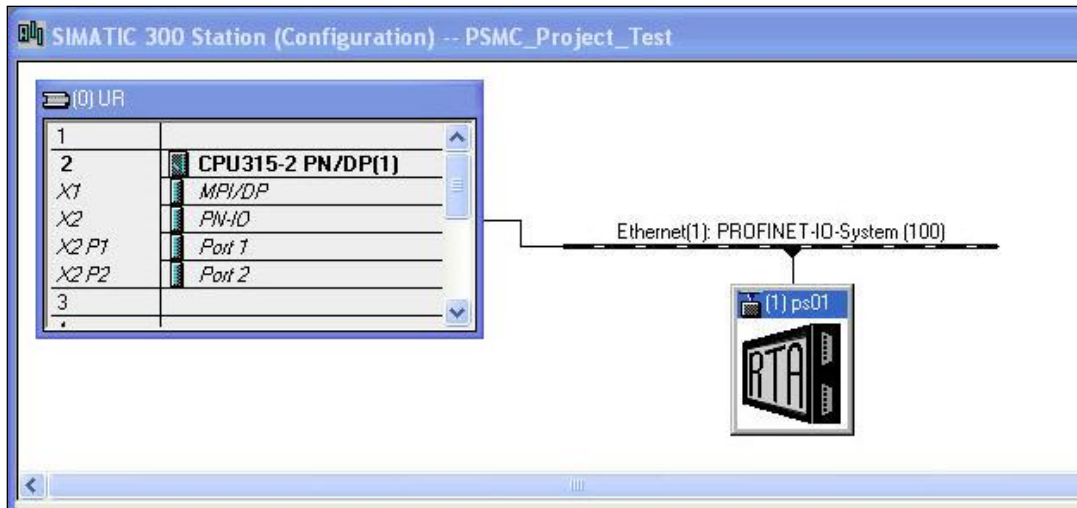 SIMATIC 300 Station (Configuration) -- PSMC_Project_Test
(0) UR
1
2 CPU315-2 PN/DP(1)
X1 MPI/DP
X2 PN-IO
X2 P1 Port 1
X2 P2 Port 2
3
Ethernet(1): PROFINET-IO-System (100)
(1) ps01
RTA